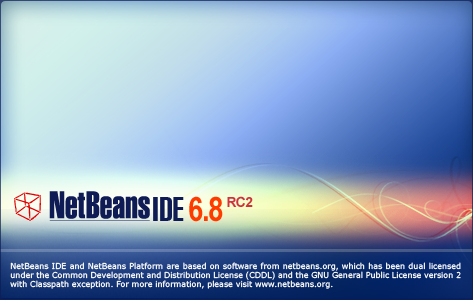 NetBeans IDE 6.8 RC2
NetBeans IDE and NetBeans Platform are based on software from netbeans.org, which has been dual licensed
under the Common Development and Distribution License (CDDL) and the GNU General Public License version 2
with Classpath exception. For more information, please visit www.netbeans.org.